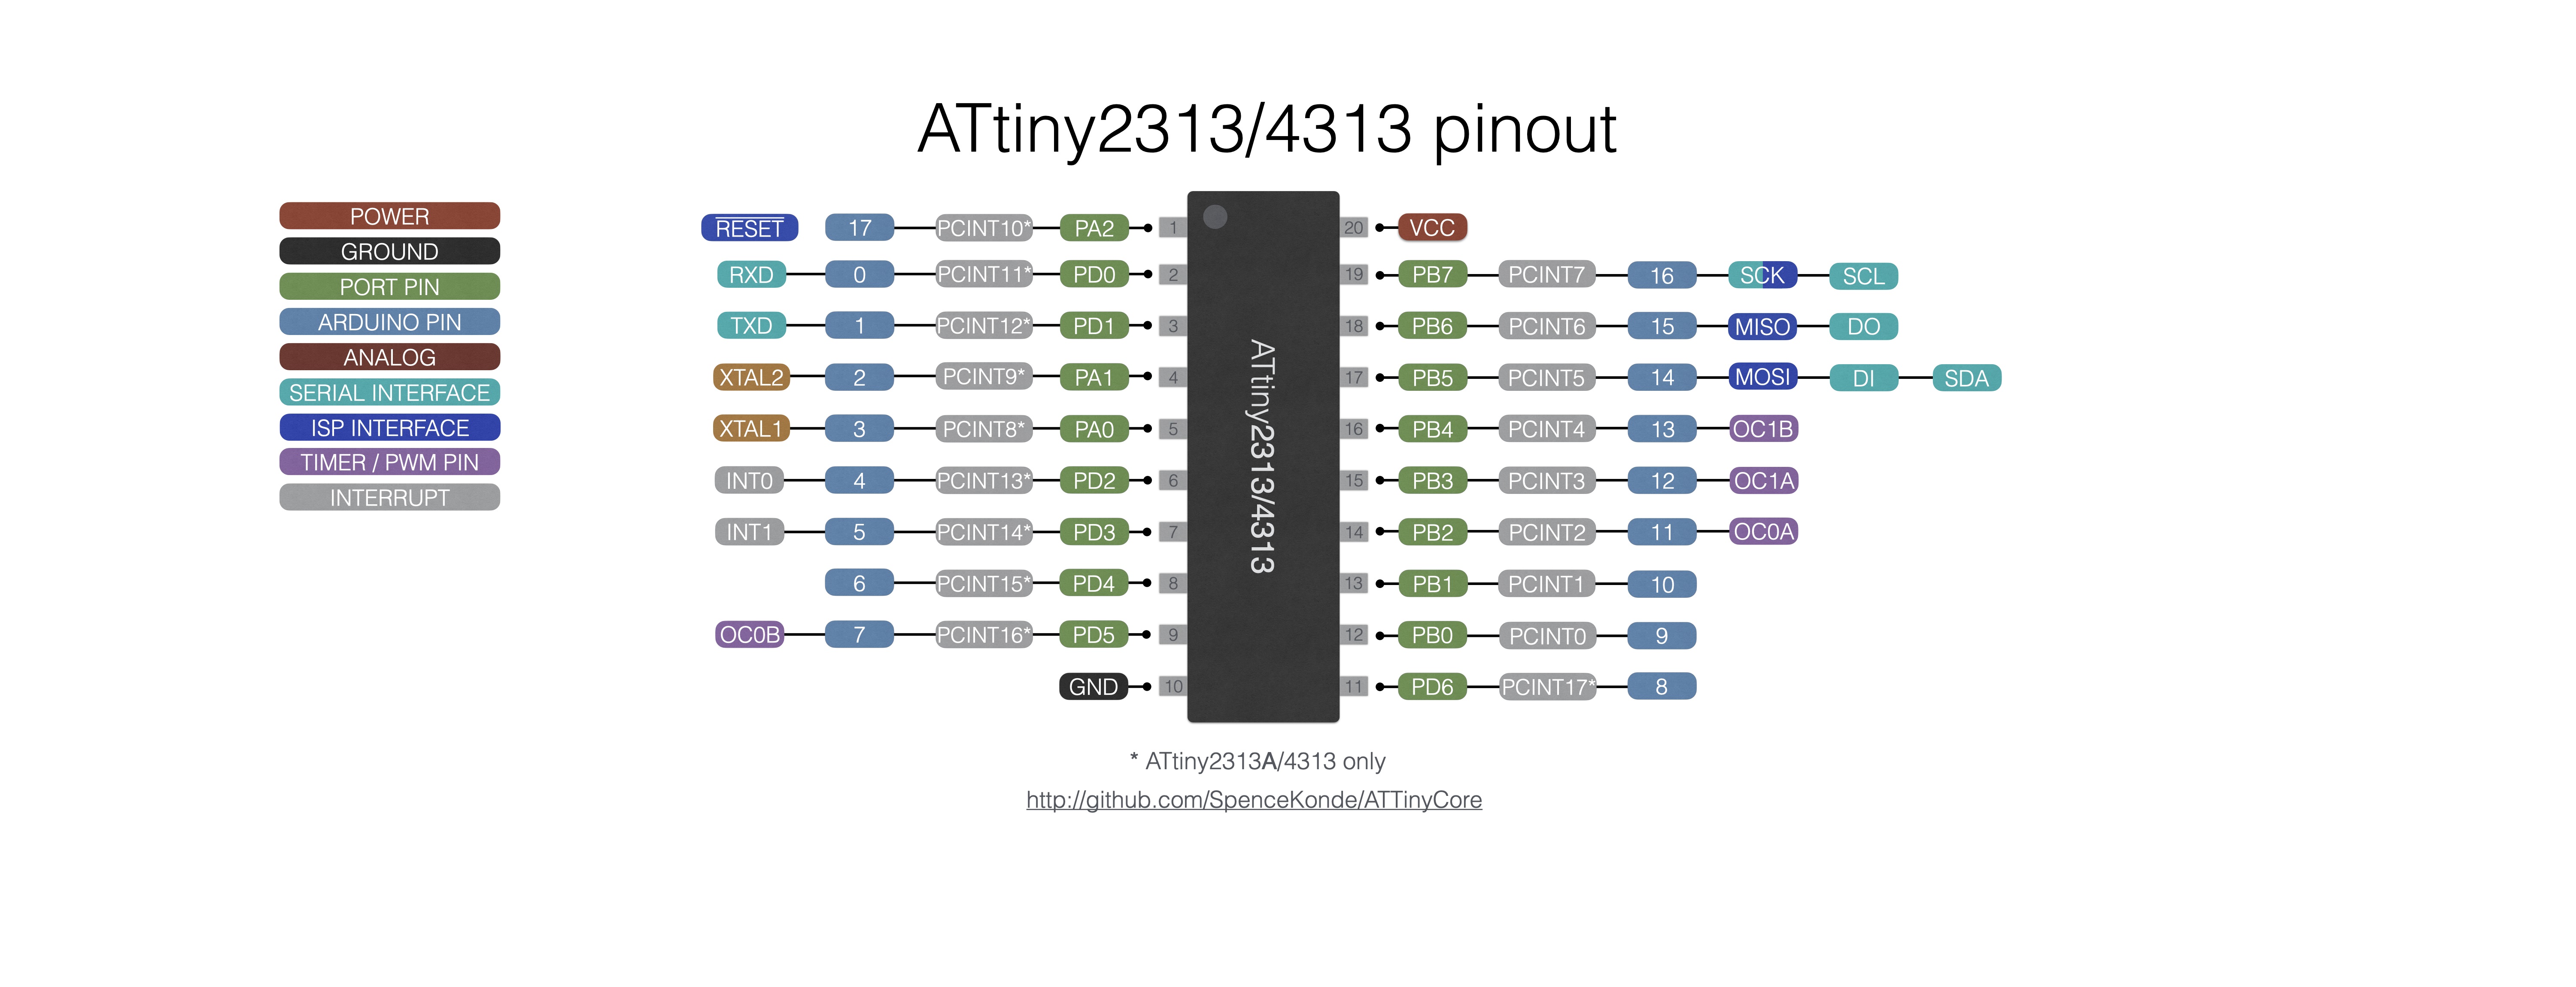 ATtiny2313/4313 pinout
POWER
GROUND
PORT PIN
ARDUINO PIN
ANALOG
SERIAL INTERFACE
ISP INTERFACE
TIMER / PWM PIN
INTERRUPT
RESET 17 PCINT10* PA2 1
RXD 0 PCINT11* PD0 2
TXD 1 PCINT12* PD1 3
XTAL2 2 PCINT9* PA1 4
XTAL1 3 PCINT8* PA0 5
INT0 4 PCINT13* PD2 6
INT1 5 PCINT14* PD3 7
6 PCINT15* PD4 8
OC0B 7 PCINT16* PD5 9
GND 10
ATtiny2313/4313
20 VCC
19 PB7 PCINT7 16 SCK SCL
18 PB6 PCINT6 15 MISO DO
17 PB5 PCINT5 14 MOSI DI SDA
16 PB4 PCINT4 13 OC1B
15 PB3 PCINT3 12 OC1A
14 PB2 PCINT2 11 OC0A
13 PB1 PCINT1 10
12 PB0 PCINT0 9
11 PD6 PCINT17* 8
* ATtiny2313A/4313 only
http://github.com/SpenceKonde/ATTinyCore